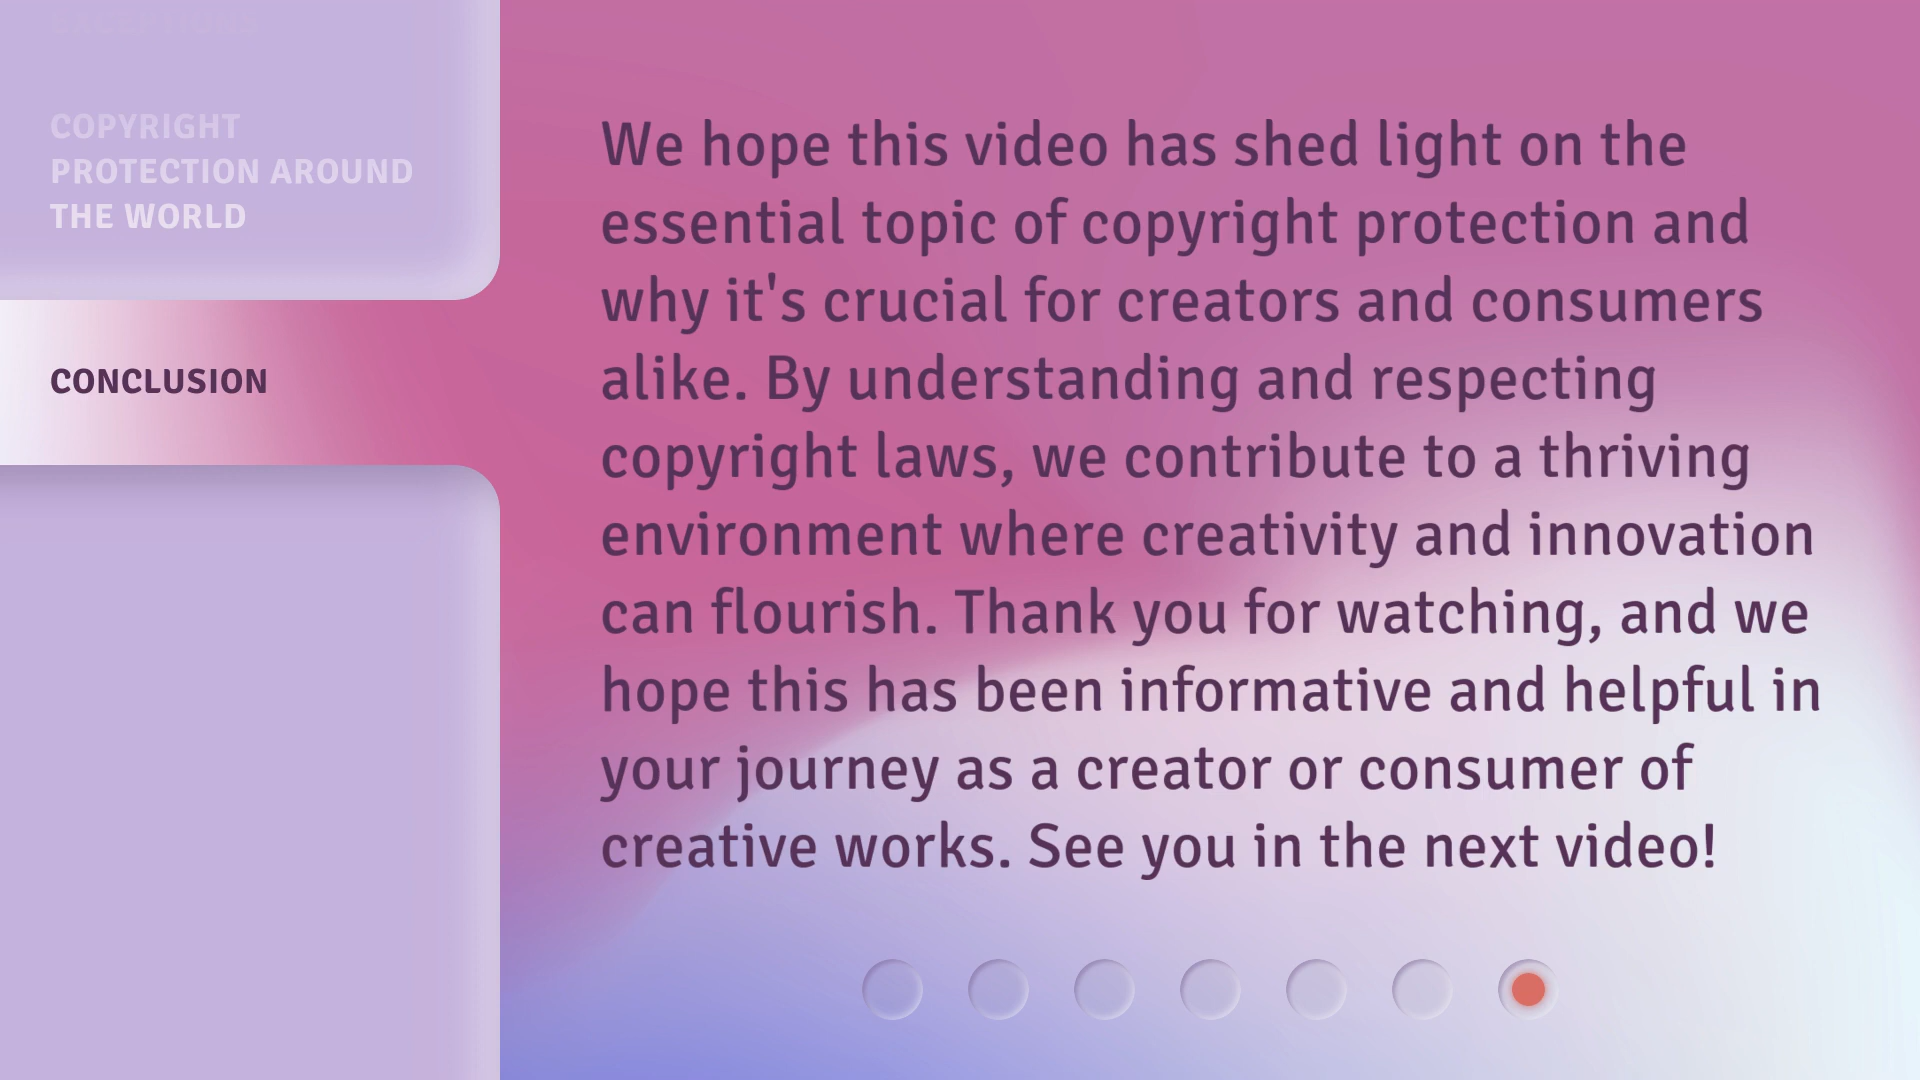 EXCEPTIONS
COPYRIGHT
PROTECTION AROUND
THE WORLD
CONCLUSION
We hope this video has shed light on the
essential topic of copyright protection and
why it's crucial for creators and consumers
alike. By understanding and respecting
copyright laws, we contribute to a thriving
environment where creativity and innovation
can flourish. Thank you for watching, and we
hope this has been informative and helpful in
your journey as a creator or consumer of
creative works. See you in the next video!